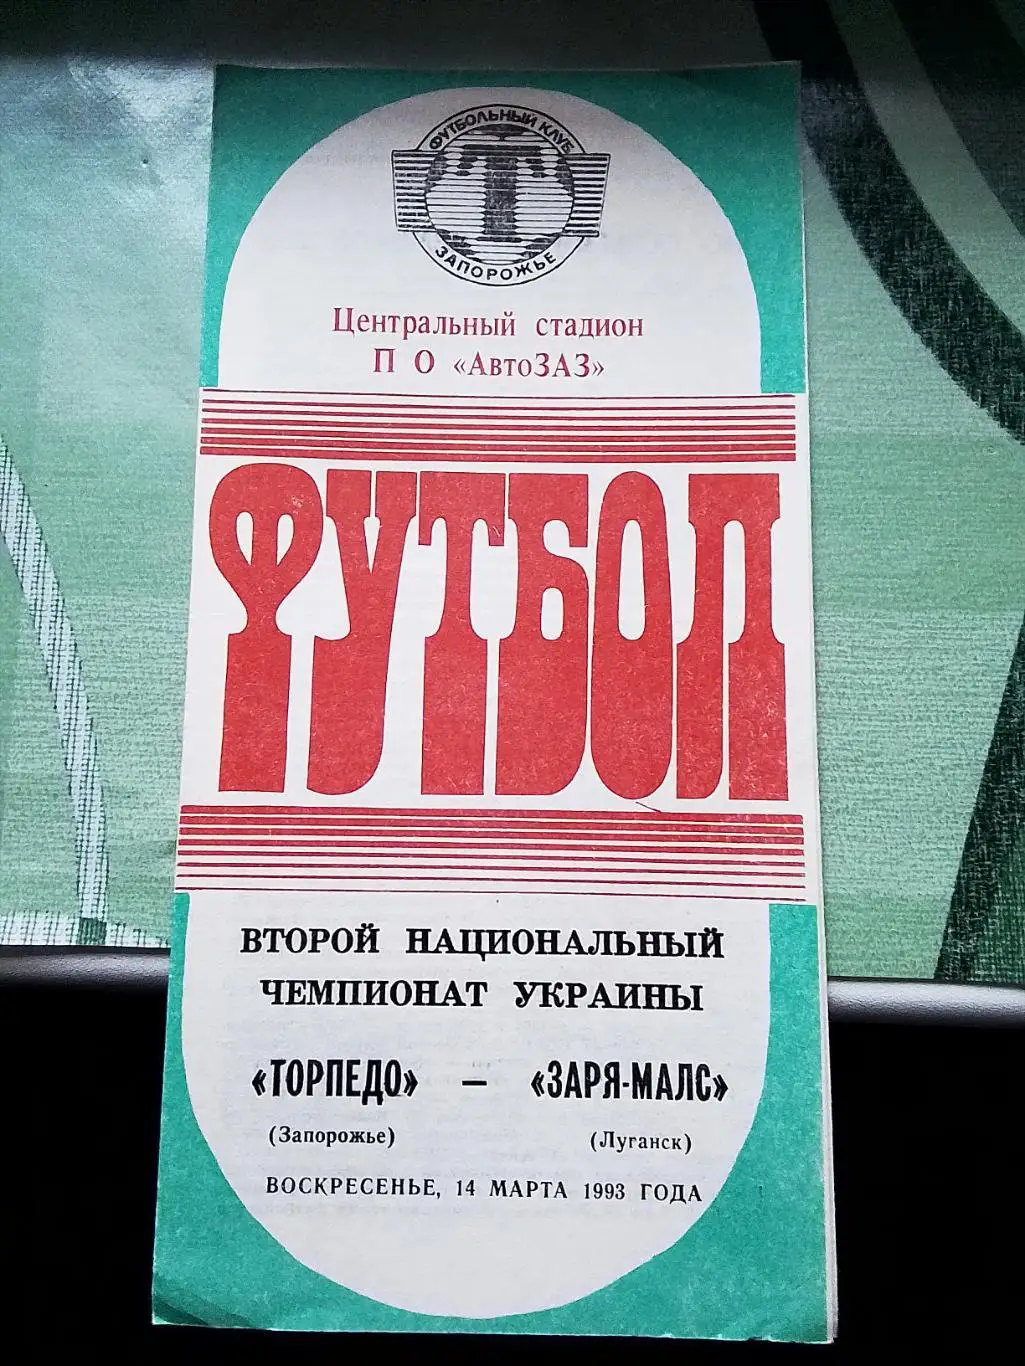 ФУТБОЛЬНЫЙ КЛУБ
Т
ЗАПОРОЖЬЕ
Центральный стадион
П О «АвтоЗАЗ»
ФУТБОЛ
ВТОРОЙ НАЦИОНАЛЬНЫЙ
ЧЕМПИОНАТ УКРАИНЫ
«ТОРПЕДО» — «ЗАРЯ-МАЛС»
(Запорожье) (Луганск)
ВОСКРЕСЕНЬЕ, 14 МАРТА 1993 ГОДА